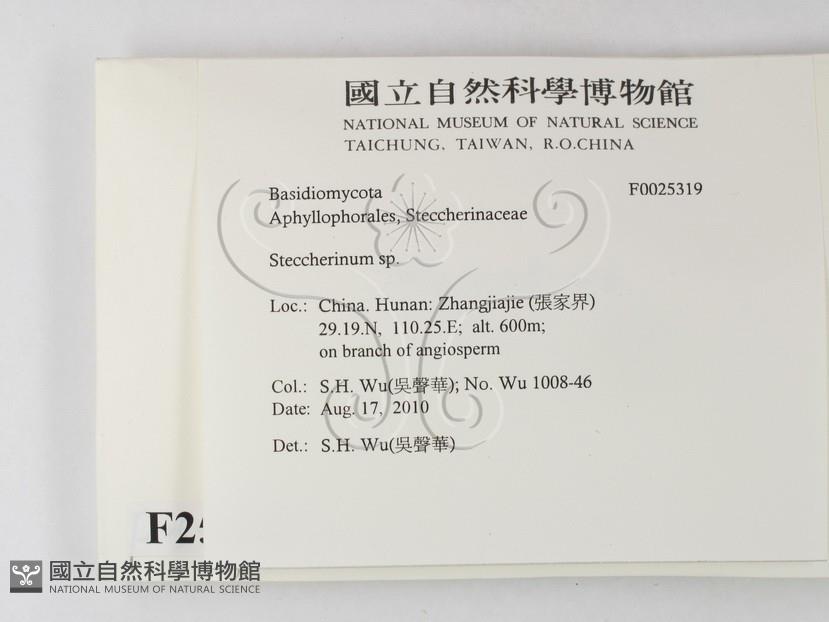 國立自然科學博物館
NATIONAL MUSEUM OF NATURAL SCIENCE
TAICHUNG, TAIWAN, R.O.CHINA
Basidiomycota F0025319
Aphyllophorales, Steccherinaceae
Steccherinum sp.
Loc.: China. Hunan: Zhangjiajie (張家界)
29.19.N, 110.25.E; alt. 600m;
on branch of angiosperm
Col.: S.H. Wu(吳聲華); No. Wu 1008-46
Date: Aug. 17, 2010
Det.: S.H. Wu(吳聲華)
F25
國立自然科學博物館
NATIONAL MUSEUM OF NATURAL SCIENCE